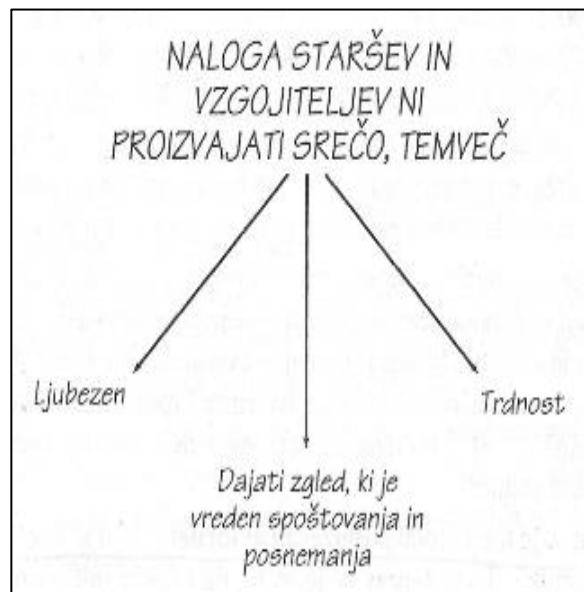 NALOGA STARŠEV IN
VZGOJITELJEV NI
PROIZVAJATI SREČO, TEMVEČ
Ljubezen
Trdnost
Dajati zgled, ki je
vreden spoštovanja in
posnemanja